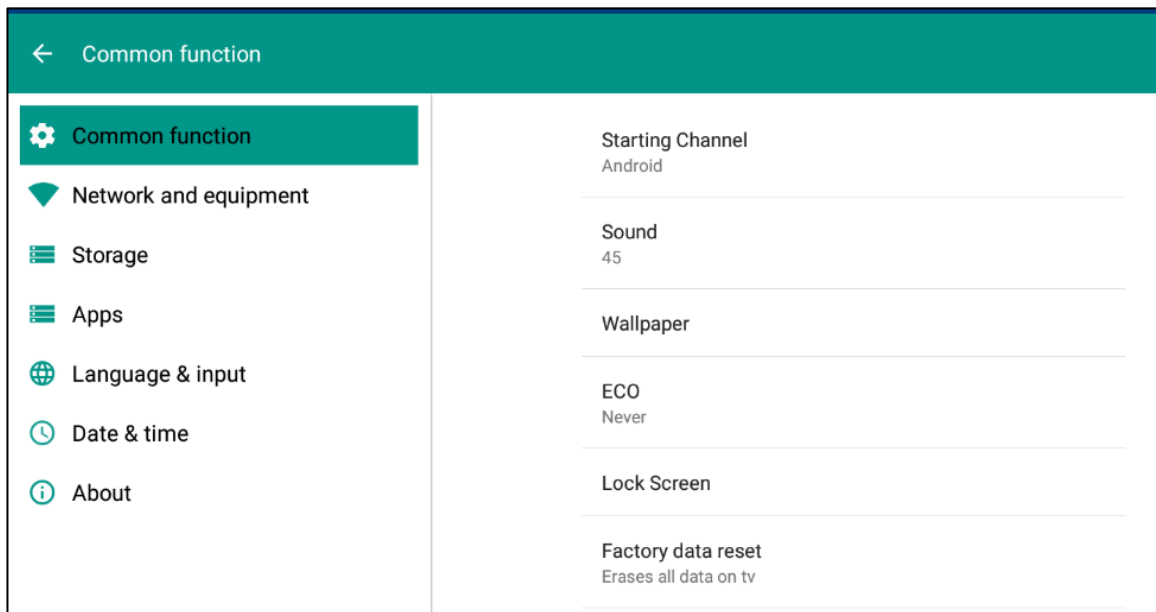 Common function
Common function
Network and equipment
Storage
Apps
Language & input
Date & time
About
Starting Channel
Android
Sound
45
Wallpaper
ECO
Never
Lock Screen
Factory data reset
Erases all data on tv